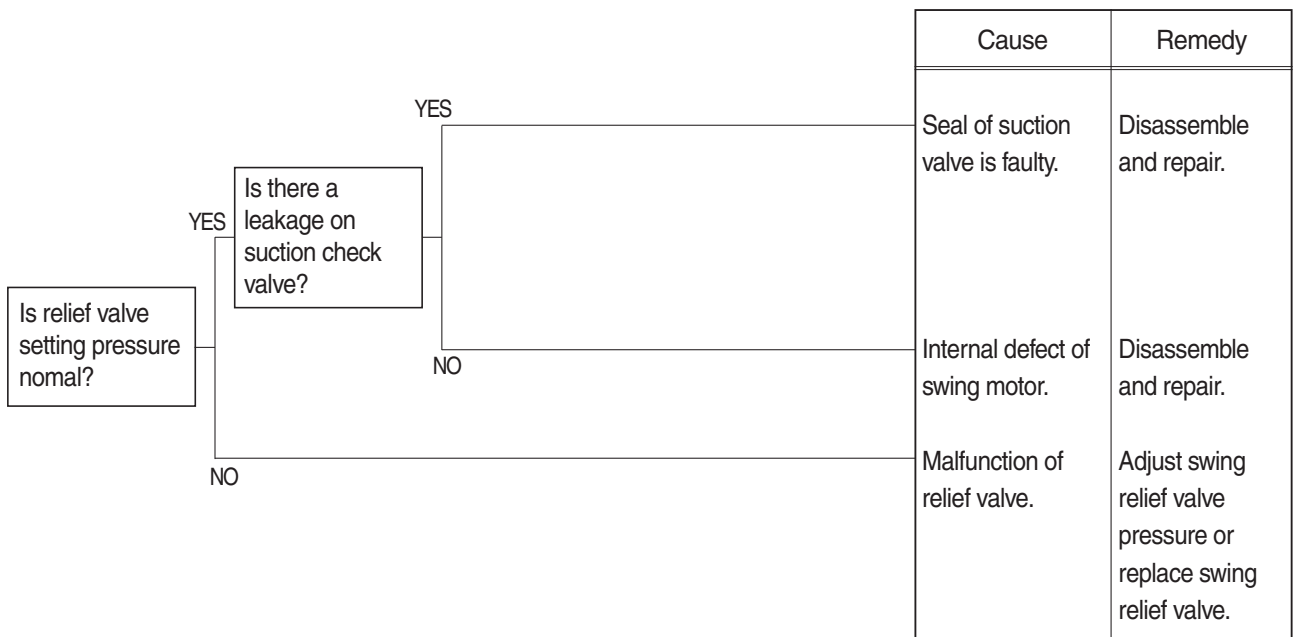 Cause
Remedy
YES
Seal of suction
valve is faulty.
Disassemble
and repair.
YES
Is there a
leakage on
suction check
valve?
Is relief valve
setting pressure
nomal?
NO
Internal defect of
swing motor.
Disassemble
and repair.
NO
Malfunction of
relief valve.
Adjust swing
relief valve
pressure or
replace swing
relief valve.